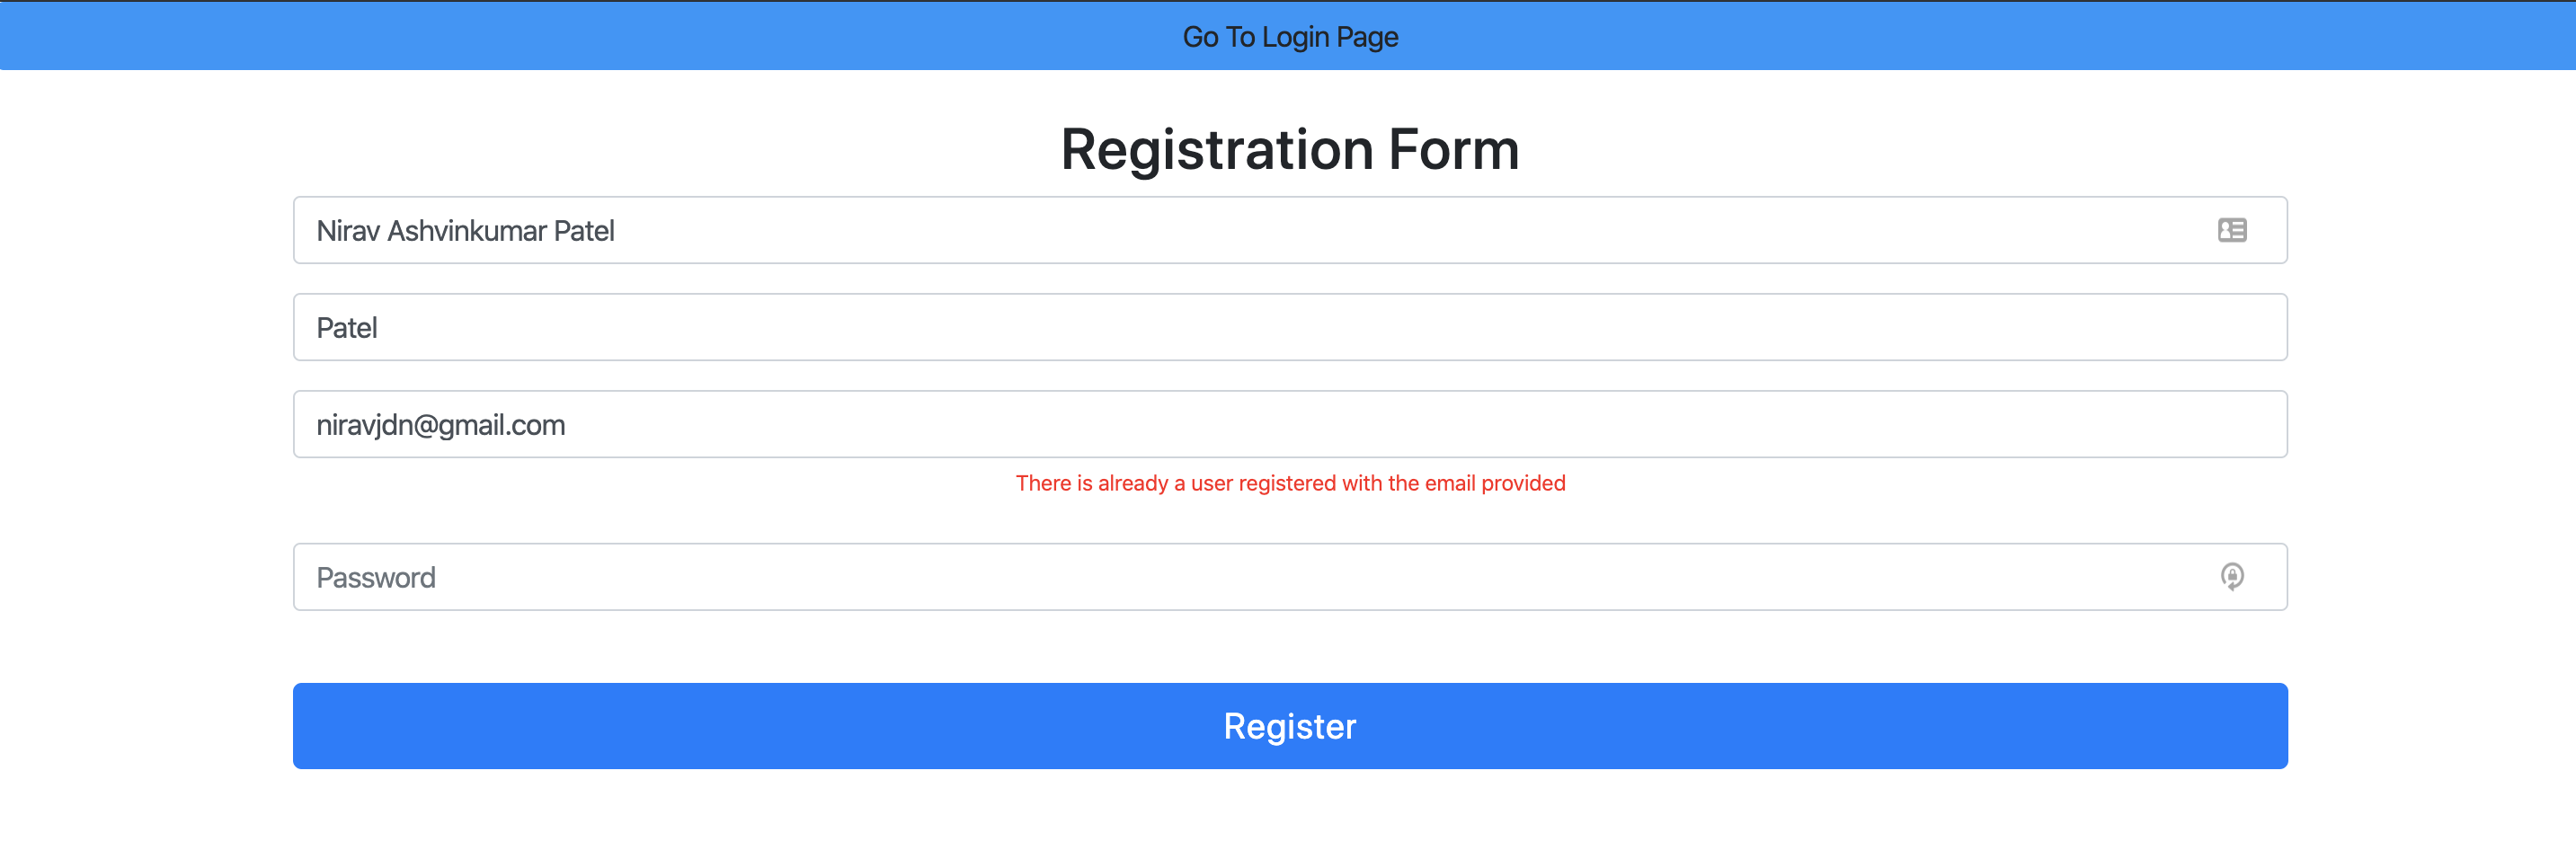 Go To Login Page
Registration Form
Nirav Ashvinkumar Patel
Patel
niravjdn@gmail.com
There is already a user registered with the email provided
Password
Register